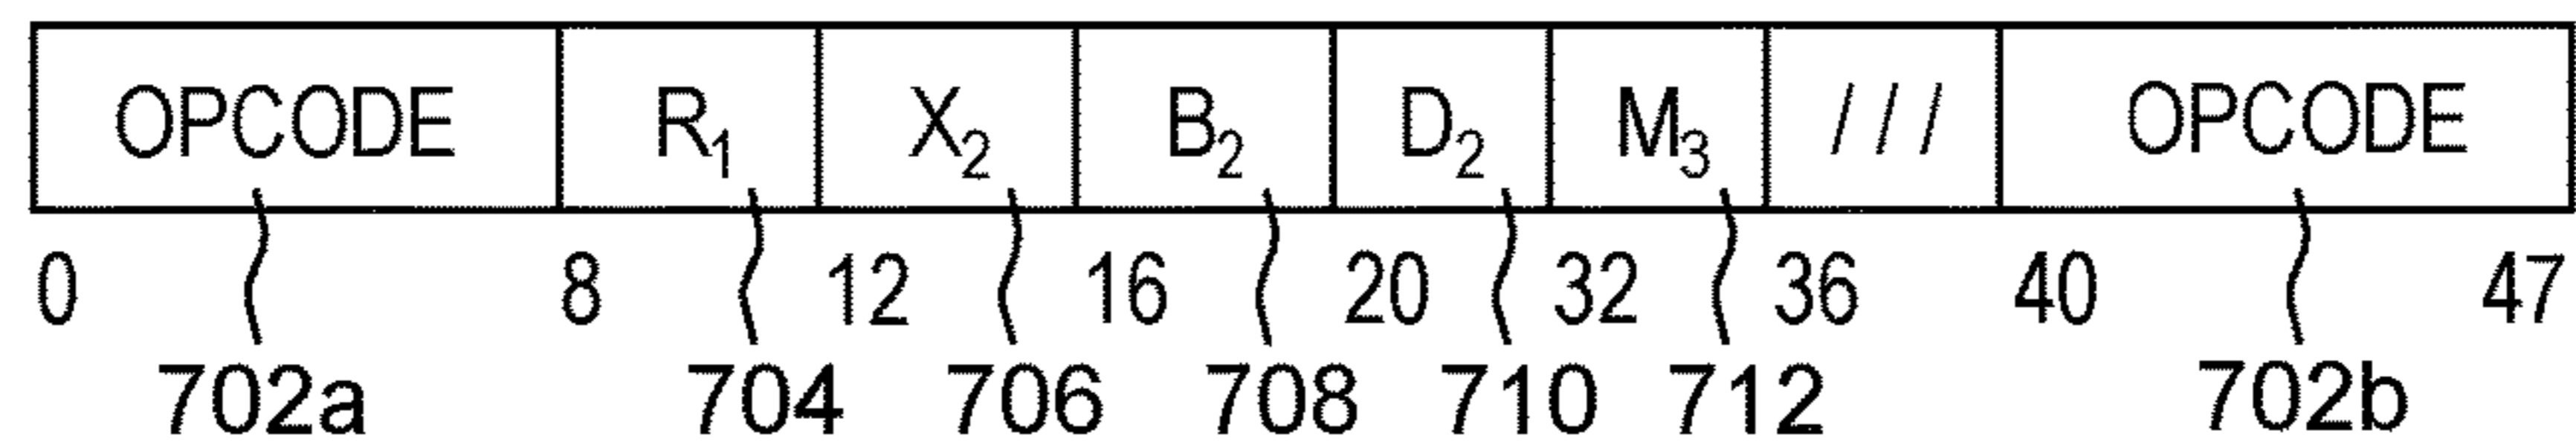 OPCODE R₁ X₂ B₂ D₂ M₃ /// OPCODE
0 8 12 16 20 32 36 40 47
702a 704 706 708 710 712 702b